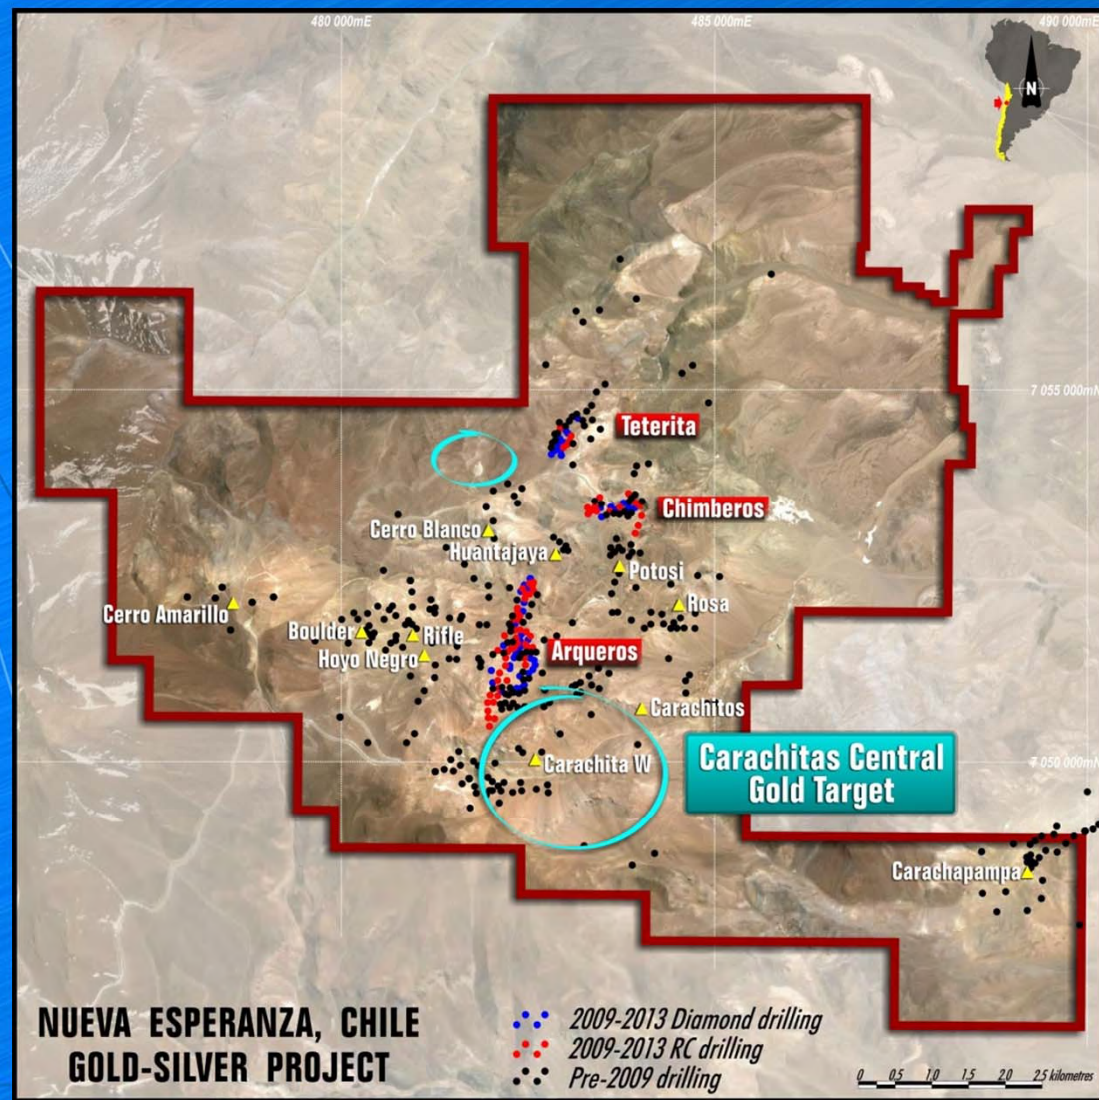 480 000mE
485 000mE
490 000mE
N
7 055 000mN
Teterita
Chimberos
Cerro Blanco
Huantajaya
Potosi
Cerro Amarillo
Rosa
Boulder
Rifle
Hoyo Negro
Arqueros
Carachitos
Carachita W
Carachitas Central
Gold Target
7 050 000mN
Carachapampa
NUEVA ESPERANZA, CHILE
GOLD-SILVER PROJECT
2009-2013 Diamond drilling
2009-2013 RC drilling
Pre-2009 drilling
0 0.5 1.0 1.5 2.0 2.5 kilometres